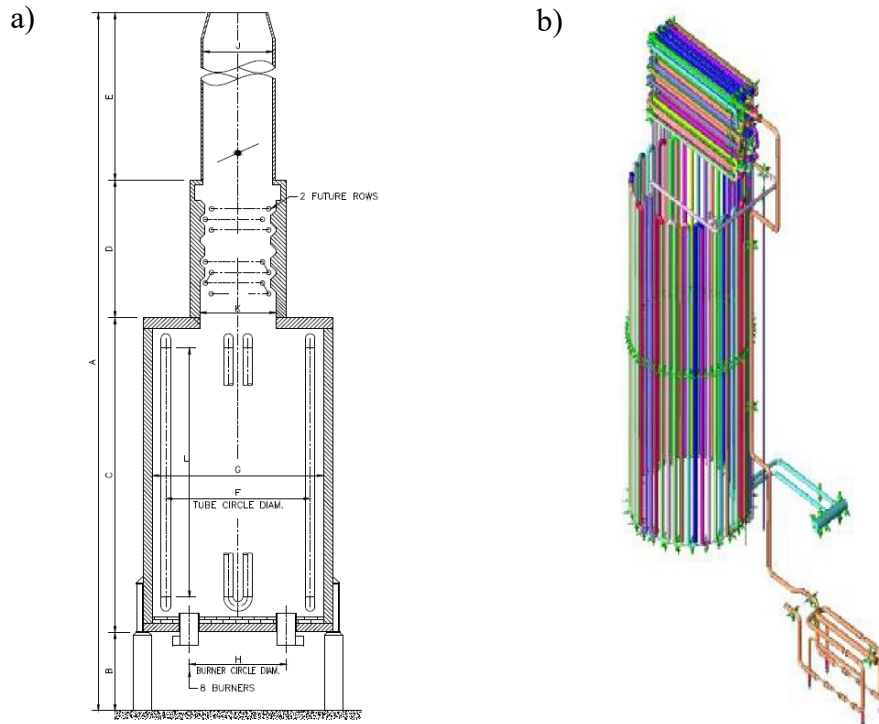 a)
b)
J
E
2 FUTURE ROWS
D
K
A
L
C
G
F
TUBE CIRCLE DIAM.
H
BURNER CIRCLE DIAM.
8 BURNERS
B